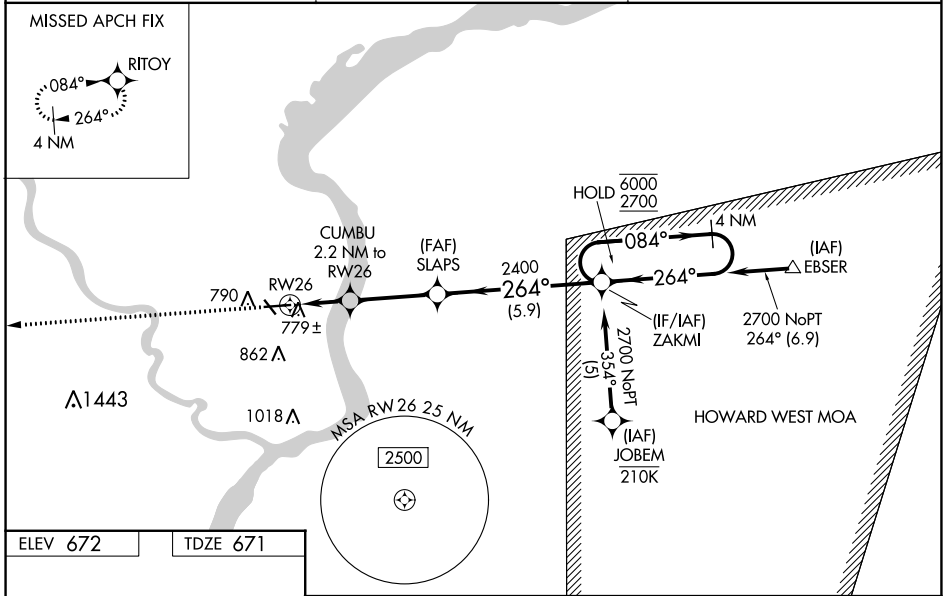 MISSED APCH FIX
RITOY
084°
264°
4 NM
HOLD
6000
2700
4 NM
084°
264°
(IAF)
EBSER
2700 NoPT
264° (6.9)
(IF/IAF)
ZAKMI
CUMBU
2.2 NM to
RW26
(FAF)
SLAPS
2400
264°
(5.9)
RW26
790
779 ±
862
1443
1018
2700 NoPT
354°
(5)
(IAF)
JOBEM
210K
HOWARD WEST MOA
MSA RW26 25 NM
2500
ELEV 672
TDZE 671